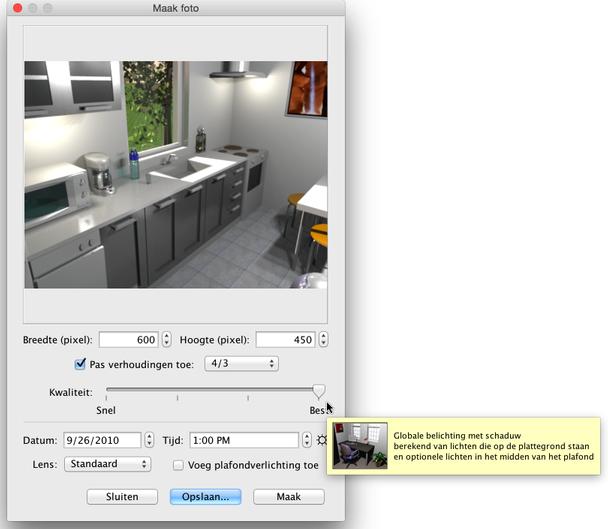 Maak foto
Breedte (pixel): 600 Hoogte (pixel): 450
Pas verhoudingen toe: 4/3
Kwaliteit:
Snel Best
Globale belichting met schaduw
berekend van lichten die op de plattegrond staan
en optionele lichten in het midden van het plafond
Datum: 9/26/2010 Tijd: 1:00 PM
Lens: Standaard Voeg plafondverlichting toe
Sluiten Opslaan... Maak